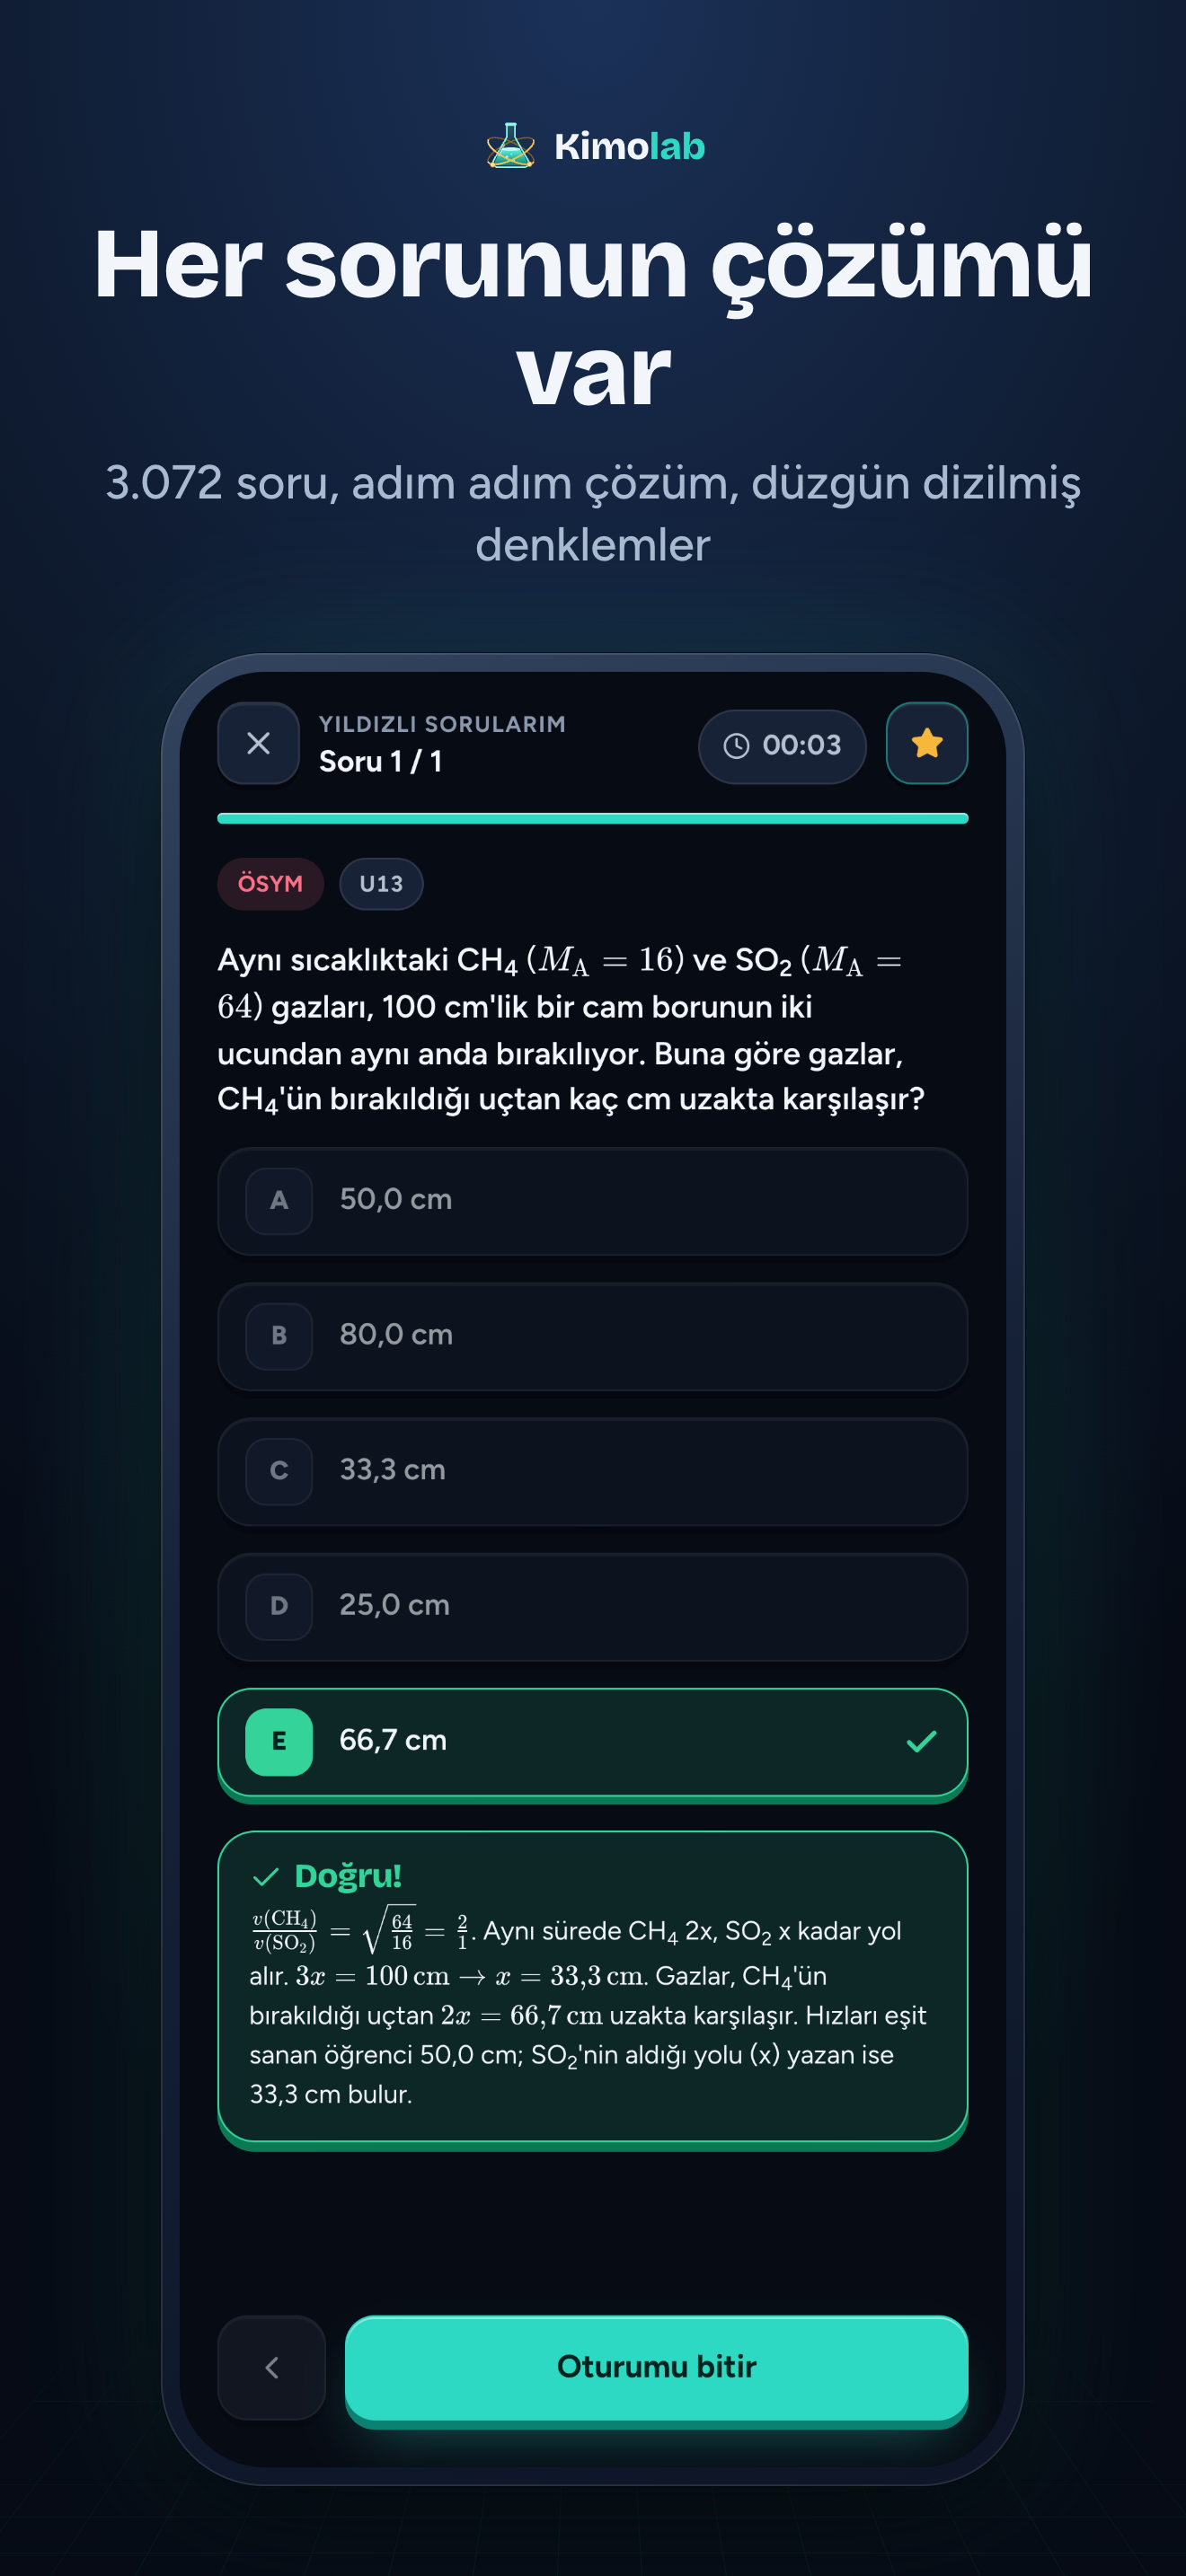 Kimolab
Her sorunun çözümü
var
3.072 soru, adım adım çözüm, düzgün dizilmiş
denklemler
YILDIZLI SORULARIM
Soru 1 / 1
00:03
ÖSYM
U13
Aynı sıcaklıktaki CH₄ (M_A = 16) ve SO₂ (M_A =
64) gazları, 100 cm'lik bir cam borunun iki
ucundan aynı anda bırakılıyor. Buna göre gazlar,
CH₄'ün bırakıldığı uçtan kaç cm uzakta karşılaşır?
A 50,0 cm
B 80,0 cm
C 33,3 cm
D 25,0 cm
E 66,7 cm
Doğru!
v(CH₄)/v(SO₂) = √(64/16) = 2/1. Aynı sürede CH₄ 2x, SO₂ x kadar yol
alır. 3x = 100 cm → x = 33,3 cm. Gazlar, CH₄'ün
bırakıldığı uçtan 2x = 66,7 cm uzakta karşılaşır. Hızları eşit
sanan öğrenci 50,0 cm; SO₂'nin aldığı yolu (x) yazan ise
33,3 cm bulur.
Oturumu bitir